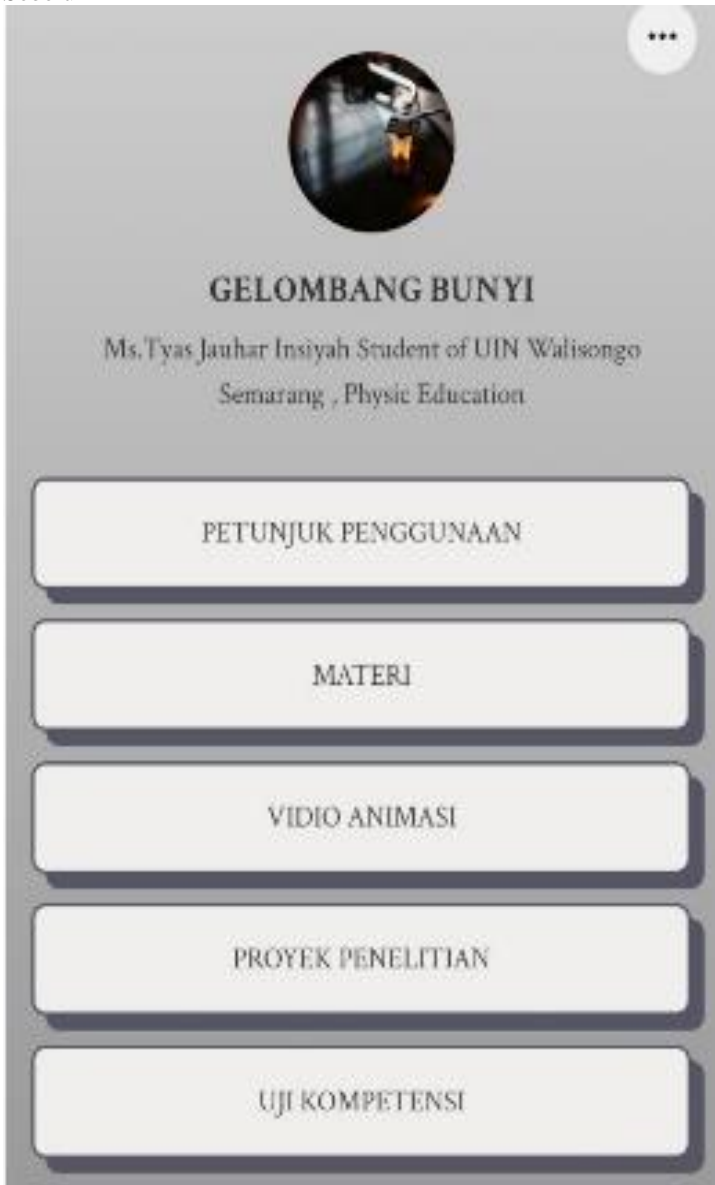 GELOMBANG BUNYI
Ms.Tyas Jauhar Insiyah Student of UIN Walisongo
Semarang , Physic Education
PETUNJUK PENGGUNAAN
MATERI
VIDIO ANIMASI
PROYEK PENELITIAN
UJI KOMPETENSI